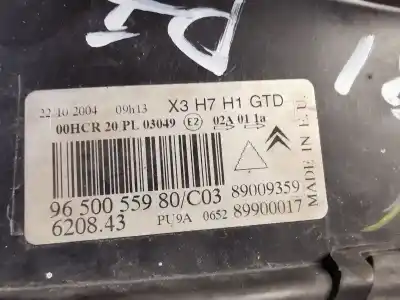 22.10.2004 09h13 X3 H7 H1 GTD
00HCR 20 PL 03049 E2 02A 01 1a
96 500 559 80/C03 89009359
6208.43 PU9A 0652 89900017
MADE IN E.U.